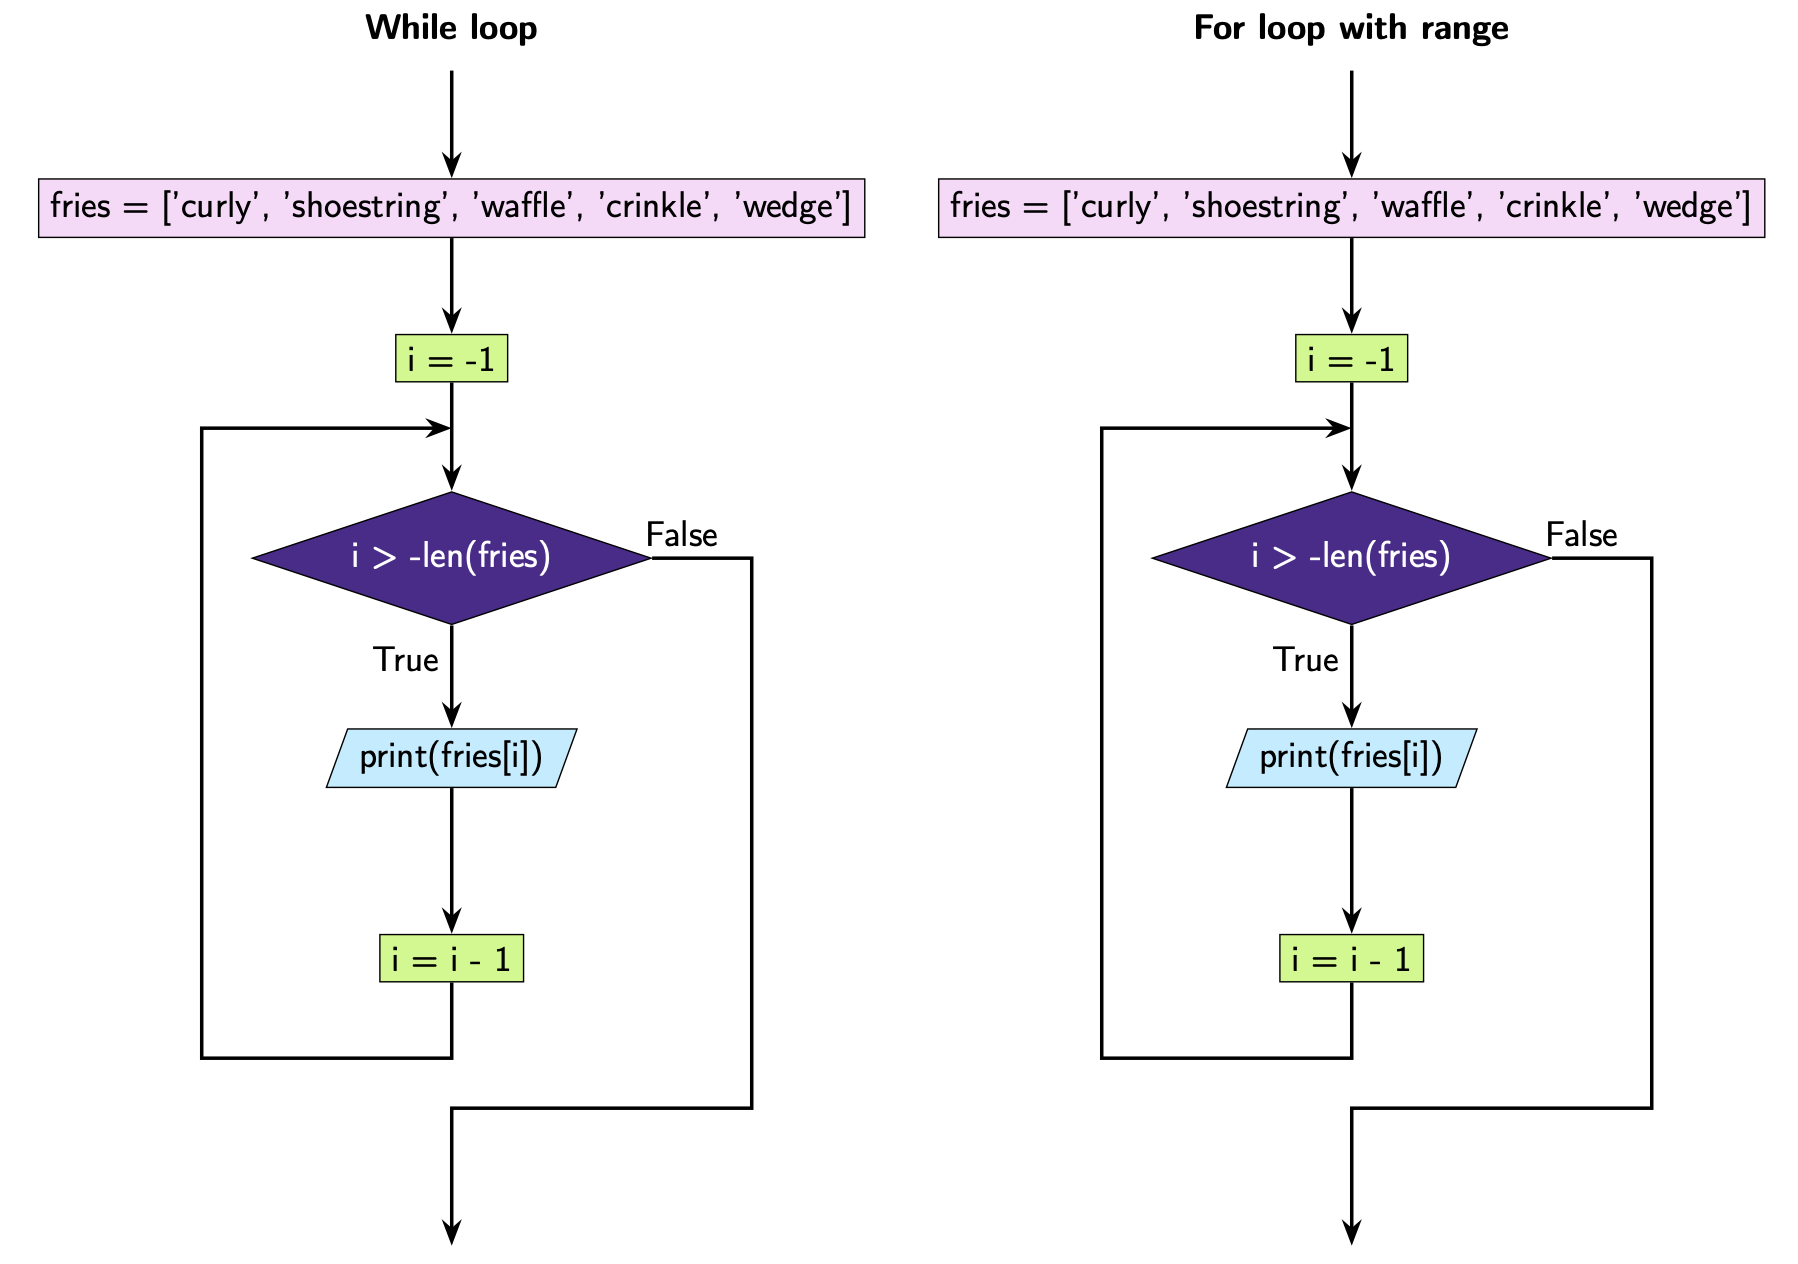 While loop
fries = ['curly', 'shoestring', 'waffle', 'crinkle', 'wedge']
i = -1
i > -len(fries)
False
True
print(fries[i])
i = i - 1
For loop with range
fries = ['curly', 'shoestring', 'waffle', 'crinkle', 'wedge']
i = -1
i > -len(fries)
False
True
print(fries[i])
i = i - 1